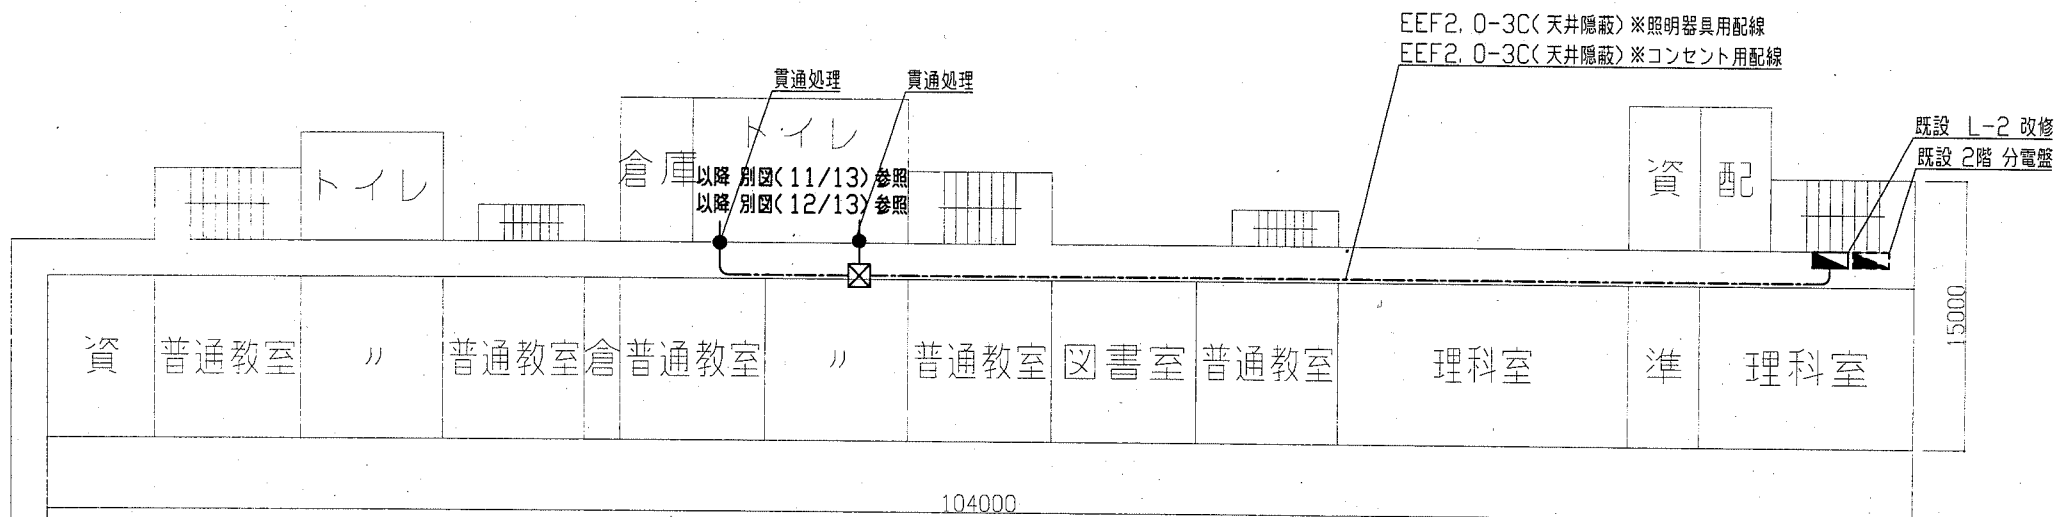 EEF2.0-3C(天井隠蔽)※照明器具用配線
EEF2.0-3C(天井隠蔽)※コンセント用配線
貫通処理
貫通処理
既設 L-2 改修
既設 2階 分電盤
トイレ
倉庫
トイレ
資
配
以降 別図(11/13)参照
以降 別図(12/13)参照
15000
資
普通教室
〃
普通教室
倉
普通教室
〃
普通教室
図書室
普通教室
理科室
準
理科室
104000